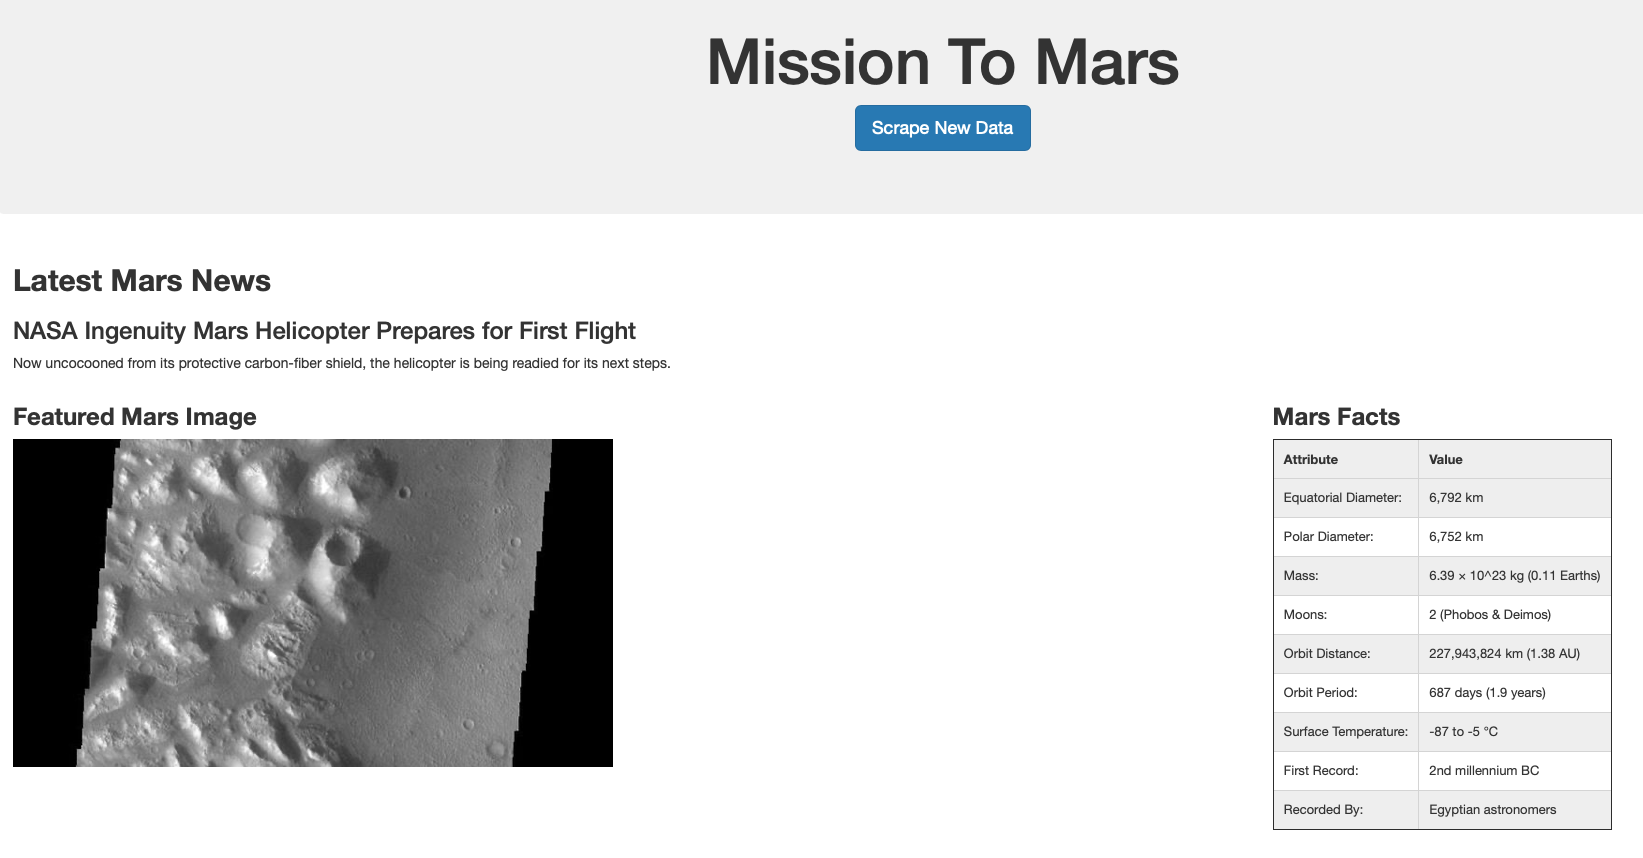 Mission To Mars
Scrape New Data
Latest Mars News
NASA Ingenuity Mars Helicopter Prepares for First Flight
Now uncocooned from its protective carbon-fiber shield, the helicopter is being readied for its next steps.
Featured Mars Image
Mars Facts
Attribute Value
Equatorial Diameter: 6,792 km
Polar Diameter: 6,752 km
Mass: 6.39 × 10^23 kg (0.11 Earths)
Moons: 2 (Phobos & Deimos)
Orbit Distance: 227,943,824 km (1.38 AU)
Orbit Period: 687 days (1.9 years)
Surface Temperature: -87 to -5 °C
First Record: 2nd millennium BC
Recorded By: Egyptian astronomers